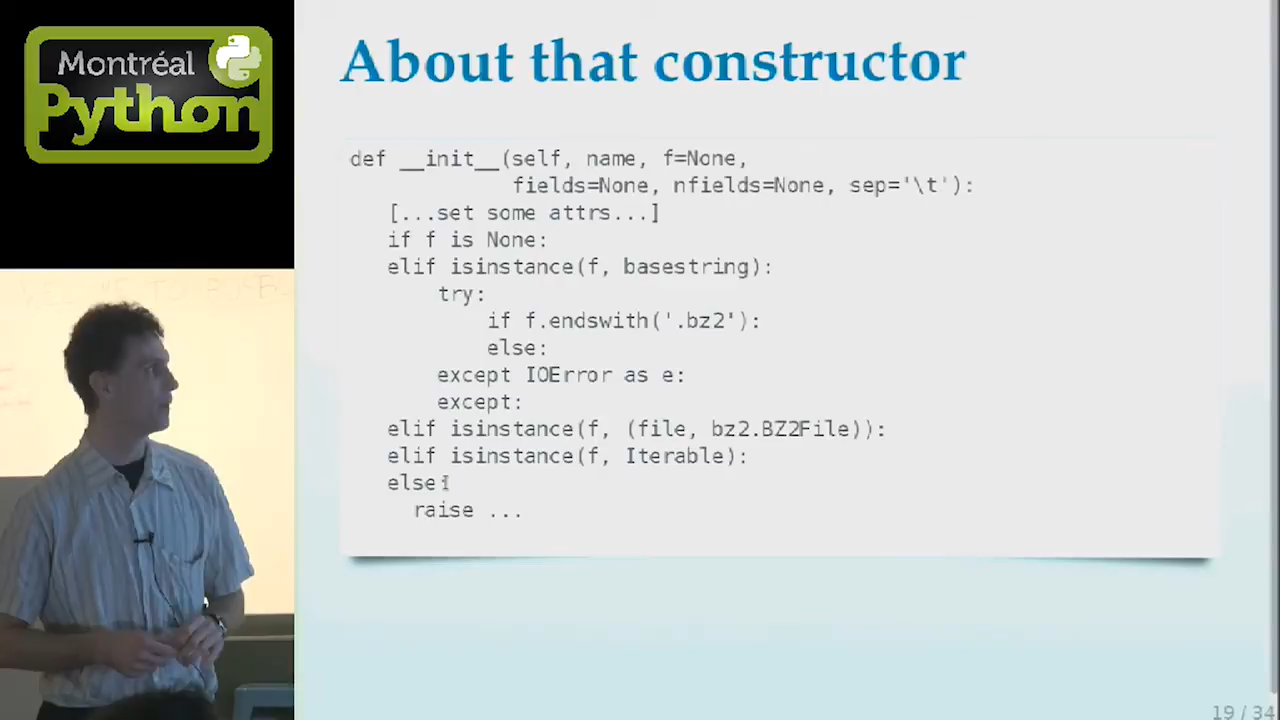 Montréal
Python
About that constructor
def __init__(self, name, f=None,
fields=None, nfields=None, sep='\t'):
[...set some attrs...]
if f is None:
elif isinstance(f, basestring):
try:
if f.endswith('.bz2'):
else:
except IOError as e:
except:
elif isinstance(f, (file, bz2.BZ2File)):
elif isinstance(f, Iterable):
else:
raise ...
19 / 34